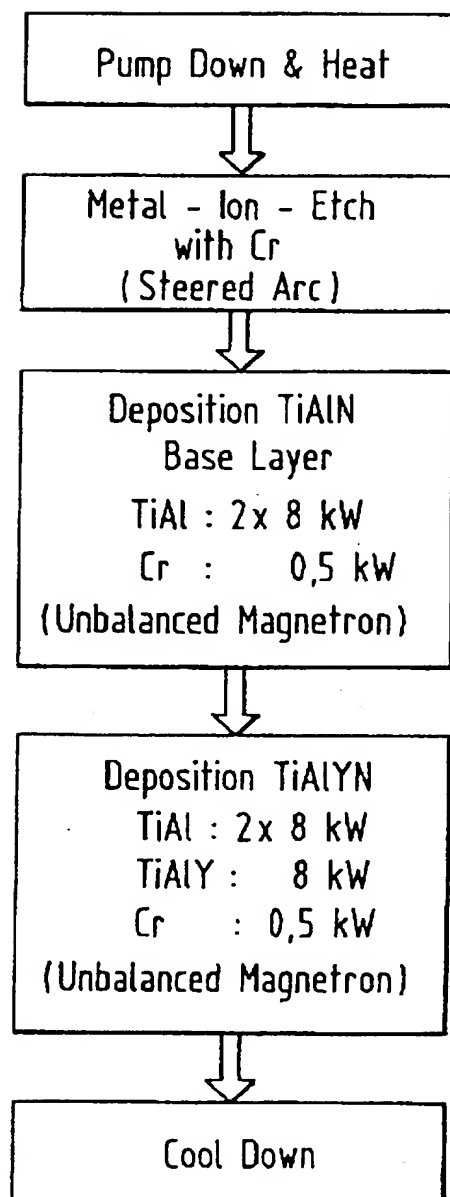 Pump Down & Heat
Metal - Ion - Etch
with Cr
(Steered Arc)
Deposition TiAlN
Base Layer
TiAl : 2x 8 kW
Cr : 0,5 kW
(Unbalanced Magnetron)
Deposition TiAlYN
TiAl : 2x 8 kW
TiAlY : 8 kW
Cr : 0,5 kW
(Unbalanced Magnetron)
Cool Down